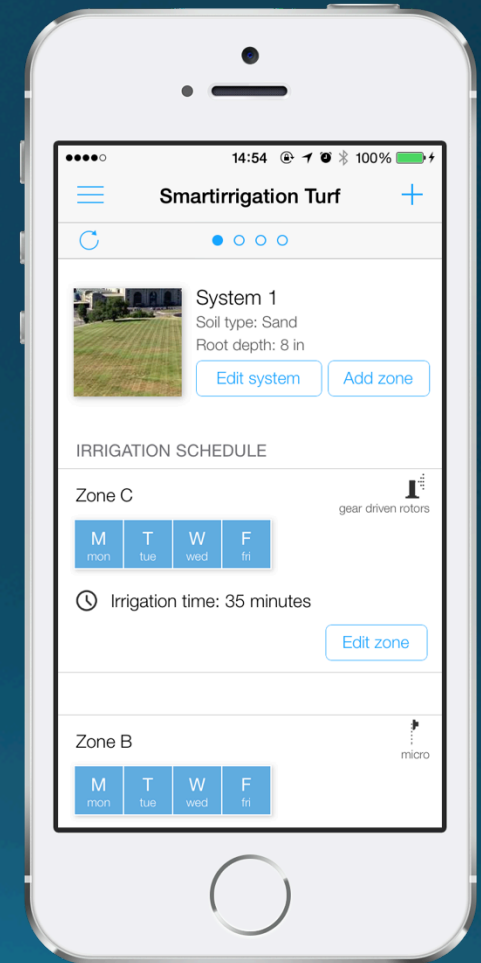 14:54 100%
Smartirrigation Turf
System 1
Soil type: Sand
Root depth: 8 in
Edit system Add zone
IRRIGATION SCHEDULE
Zone C
gear driven rotors
M T W F
mon tue wed fri
Irrigation time: 35 minutes
Edit zone
Zone B
micro
M T W F
mon tue wed fri